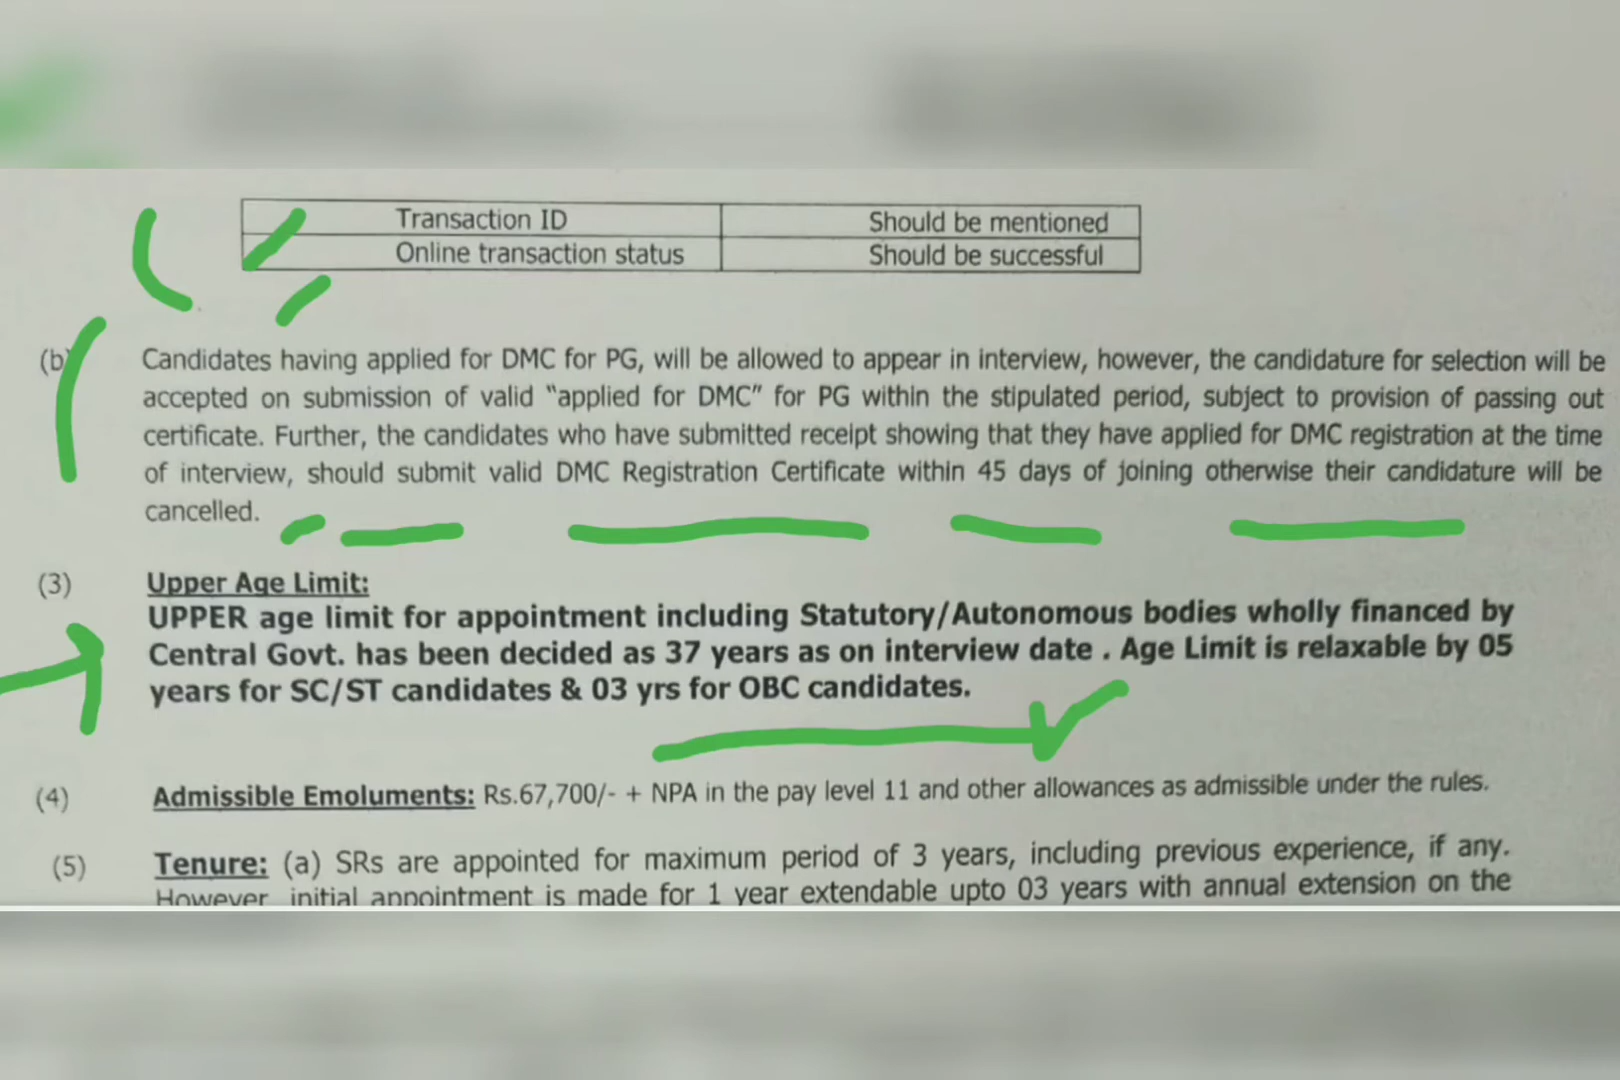 Transaction ID Should be mentioned
Online transaction status Should be successful
(b) Candidates having applied for DMC for PG, will be allowed to appear in interview, however, the candidature for selection will be
accepted on submission of valid "applied for DMC" for PG within the stipulated period, subject to provision of passing out
certificate. Further, the candidates who have submitted receipt showing that they have applied for DMC registration at the time
of interview, should submit valid DMC Registration Certificate within 45 days of joining otherwise their candidature will be
cancelled.
(3) Upper Age Limit:
UPPER age limit for appointment including Statutory/Autonomous bodies wholly financed by
Central Govt. has been decided as 37 years as on interview date . Age Limit is relaxable by 05
years for SC/ST candidates & 03 yrs for OBC candidates.
(4) Admissible Emoluments: Rs.67,700/- + NPA in the pay level 11 and other allowances as admissible under the rules.
(5) Tenure: (a) SRs are appointed for maximum period of 3 years, including previous experience, if any.
However initial appointment is made for 1 year extendable upto 03 years with annual extension on the